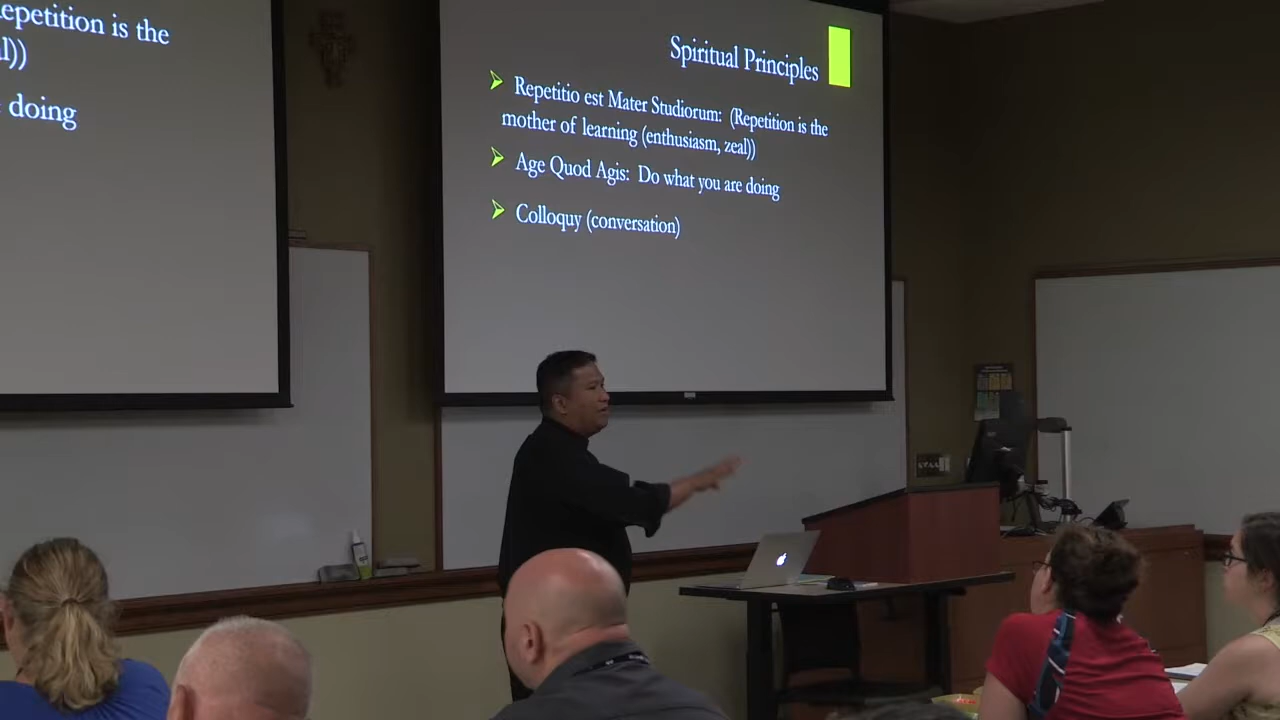 epetition is the
l))
doing
Spiritual Principles
Repetitio est Mater Studiorum: (Repetition is the
mother of learning (enthusiasm, zeal))
Age Quod Agis: Do what you are doing
Colloquy (conversation)